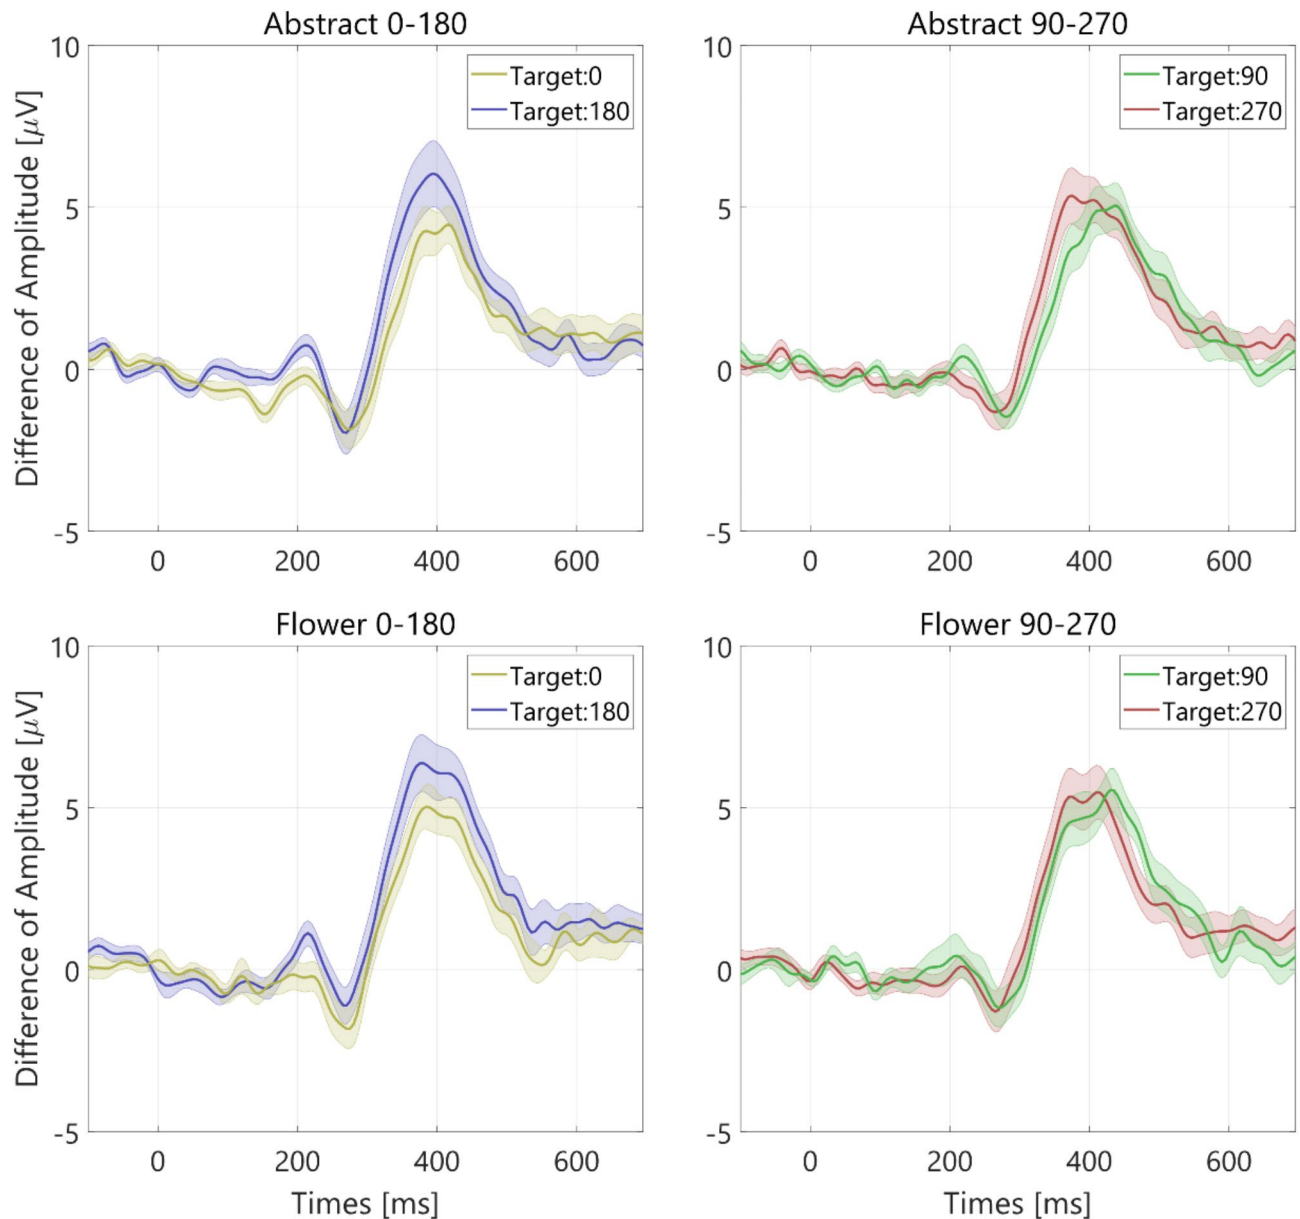 Abstract 0-180
Abstract 90-270
10
5
0
-5
Difference of Amplitude [μV]
Target:0
Target:180
0
200
400
600
10
5
0
-5
Target:90
Target:270
0
200
400
600
Flower 0-180
Flower 90-270
10
5
0
-5
Difference of Amplitude [μV]
Target:0
Target:180
0
200
400
600
Times [ms]
10
5
0
-5
Target:90
Target:270
0
200
400
600
Times [ms]